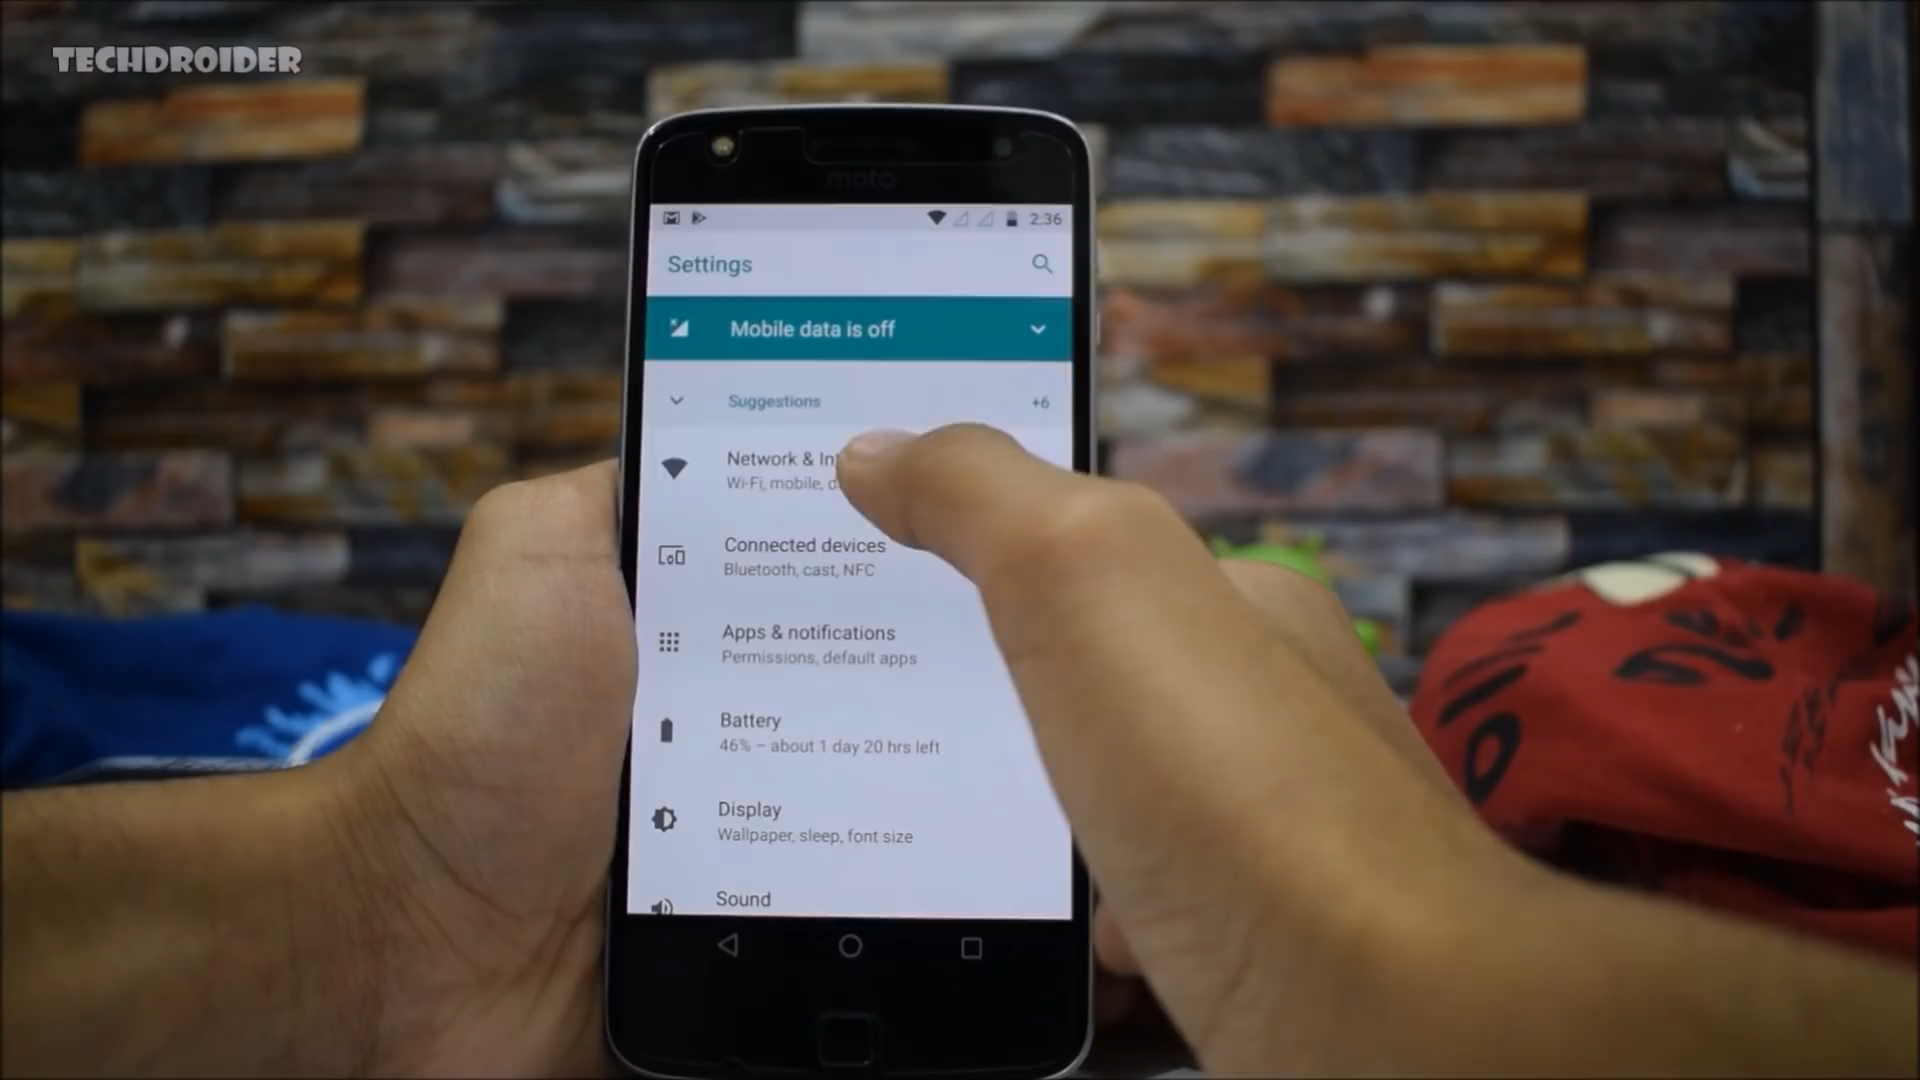 TECHDROIDER
moto
2:36
Settings
Mobile data is off
Suggestions
+6
Network &
Wi-Fi, mobile,
Connected devices
Bluetooth, cast, NFC
Apps & notifications
Permissions, default apps
Battery
46% – about 1 day 20 hrs left
Display
Wallpaper, sleep, font size
Sound